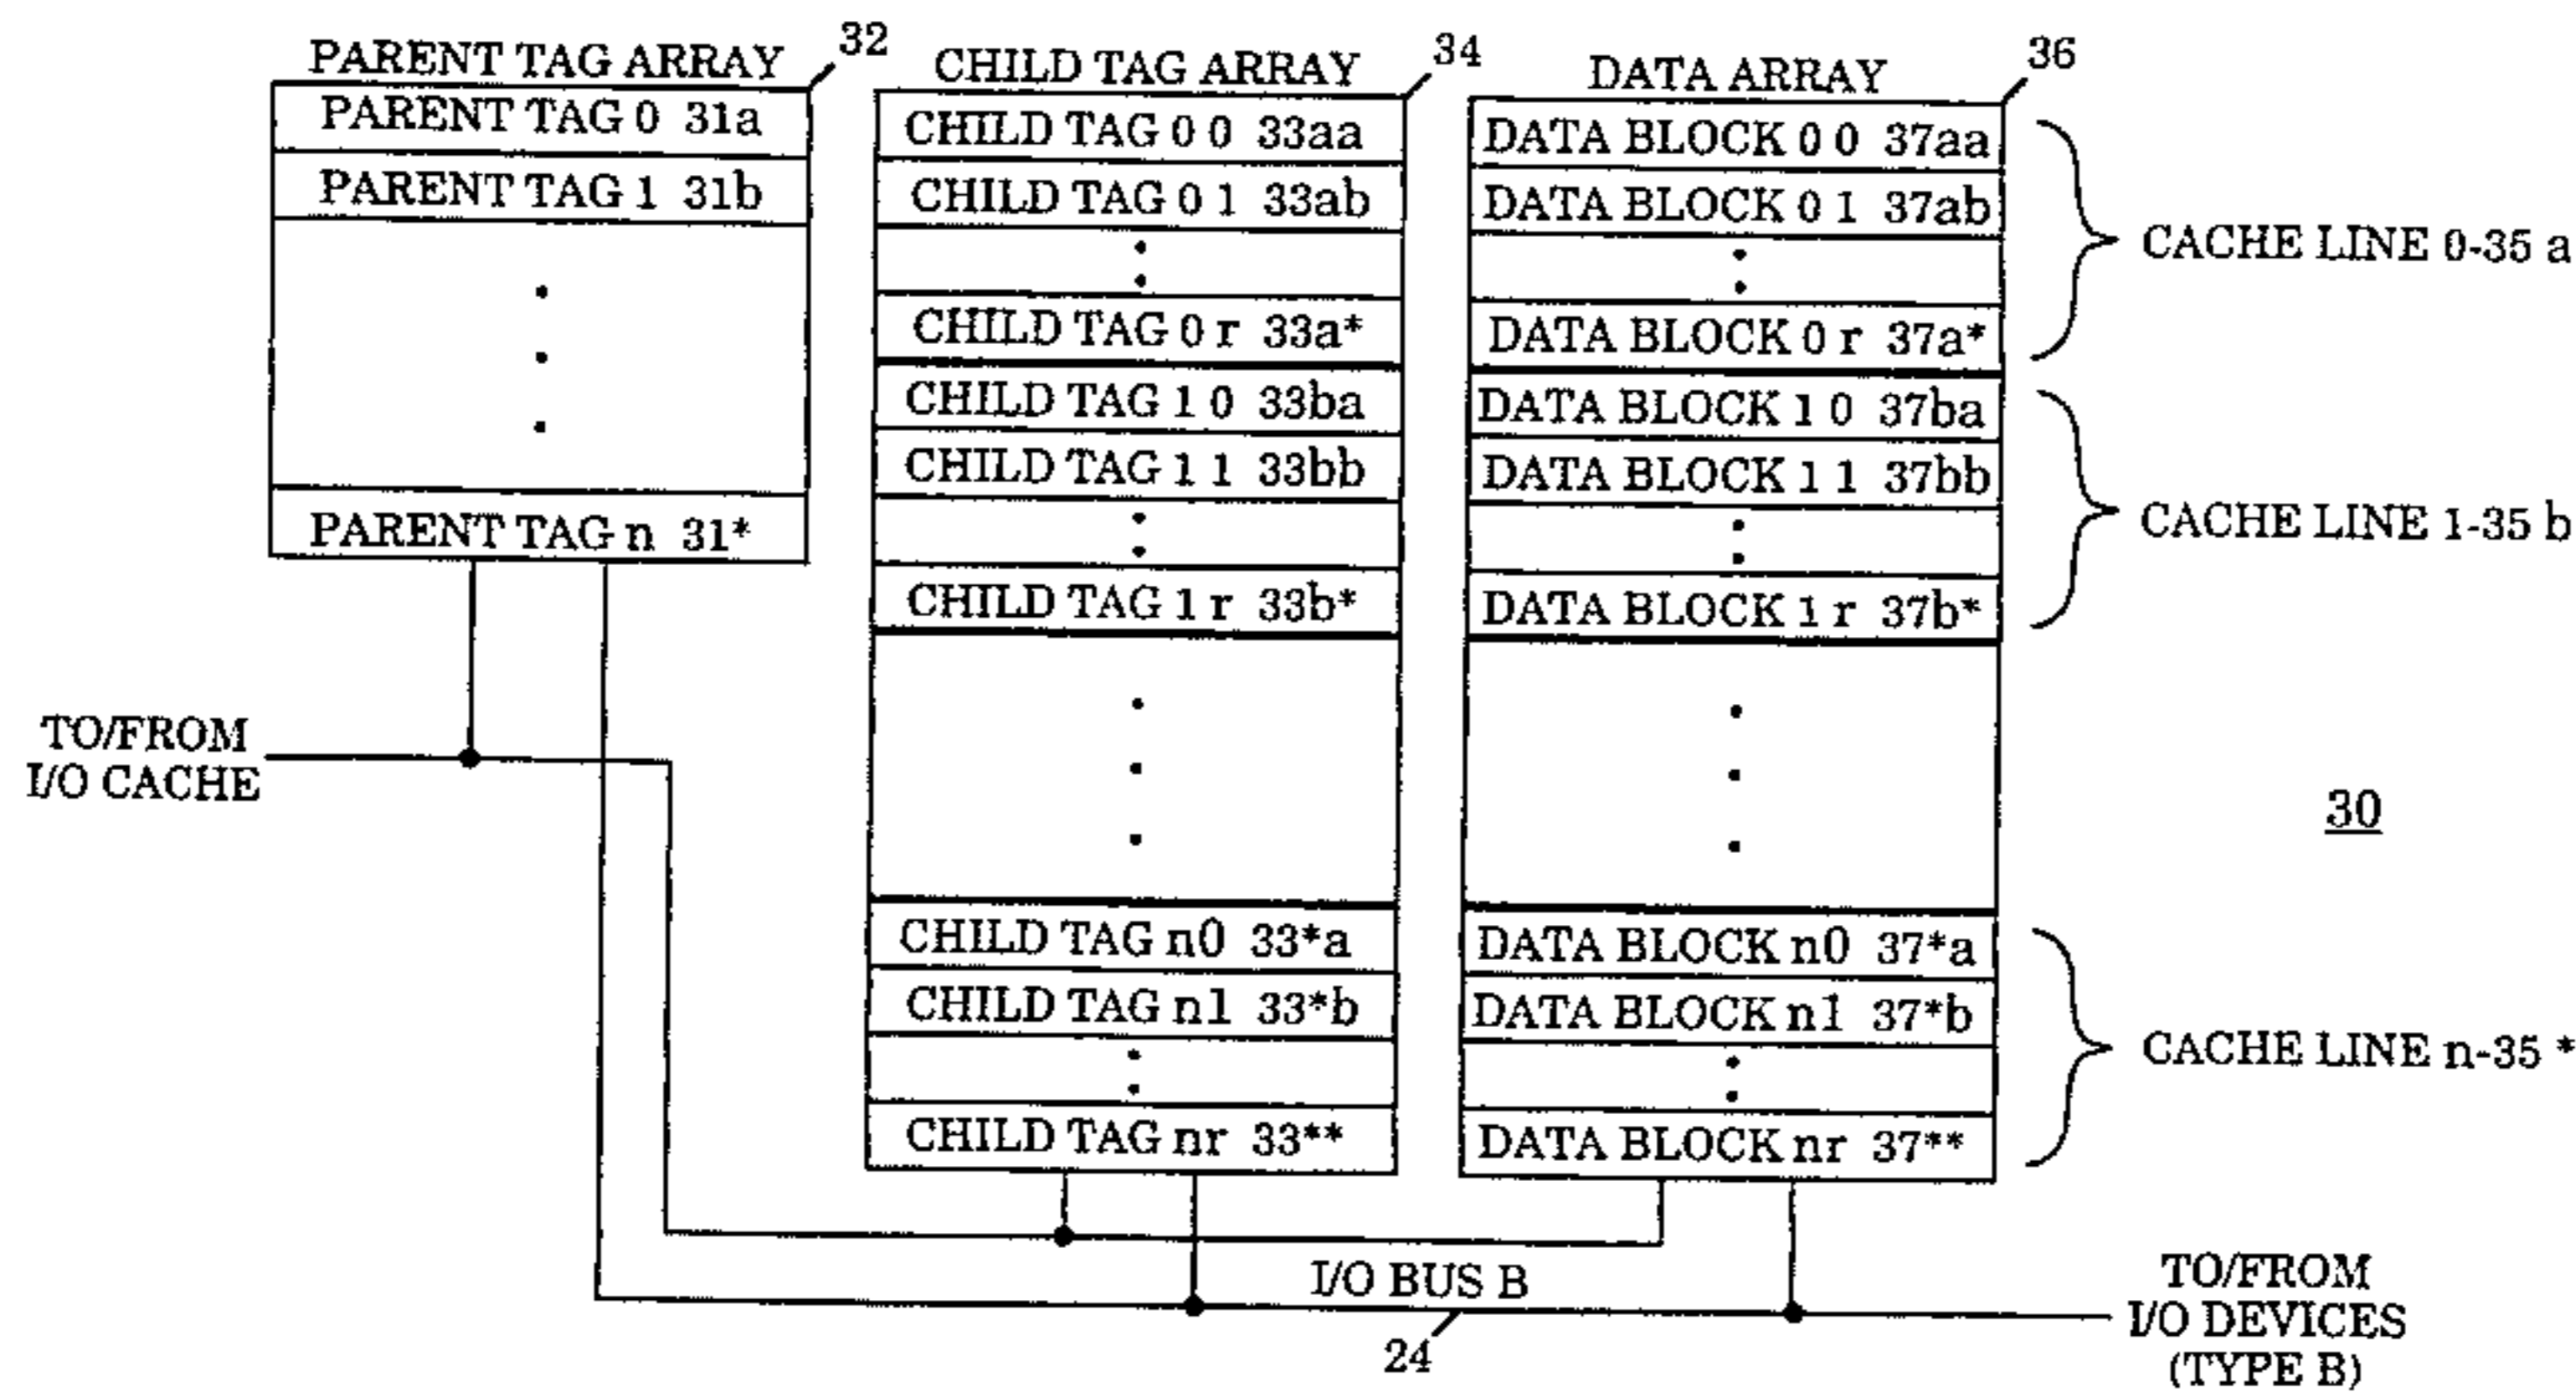 PARENT TAG ARRAY
32
PARENT TAG 0 31a
PARENT TAG 1 31b
PARENT TAG n 31*
CHILD TAG ARRAY
34
CHILD TAG 0 0 33aa
CHILD TAG 0 1 33ab
CHILD TAG 0 r 33a*
CHILD TAG 1 0 33ba
CHILD TAG 1 1 33bb
CHILD TAG 1 r 33b*
CHILD TAG n0 33*a
CHILD TAG n1 33*b
CHILD TAG nr 33**
DATA ARRAY
36
DATA BLOCK 0 0 37aa
DATA BLOCK 0 1 37ab
DATA BLOCK 0 r 37a*
DATA BLOCK 1 0 37ba
DATA BLOCK 1 1 37bb
DATA BLOCK 1 r 37b*
DATA BLOCK n0 37*a
DATA BLOCK n1 37*b
DATA BLOCK nr 37**
CACHE LINE 0-35 a
CACHE LINE 1-35 b
30
CACHE LINE n-35 *
TO/FROM
I/O CACHE
I/O BUS B
24
TO/FROM
I/O DEVICES
(TYPE B)